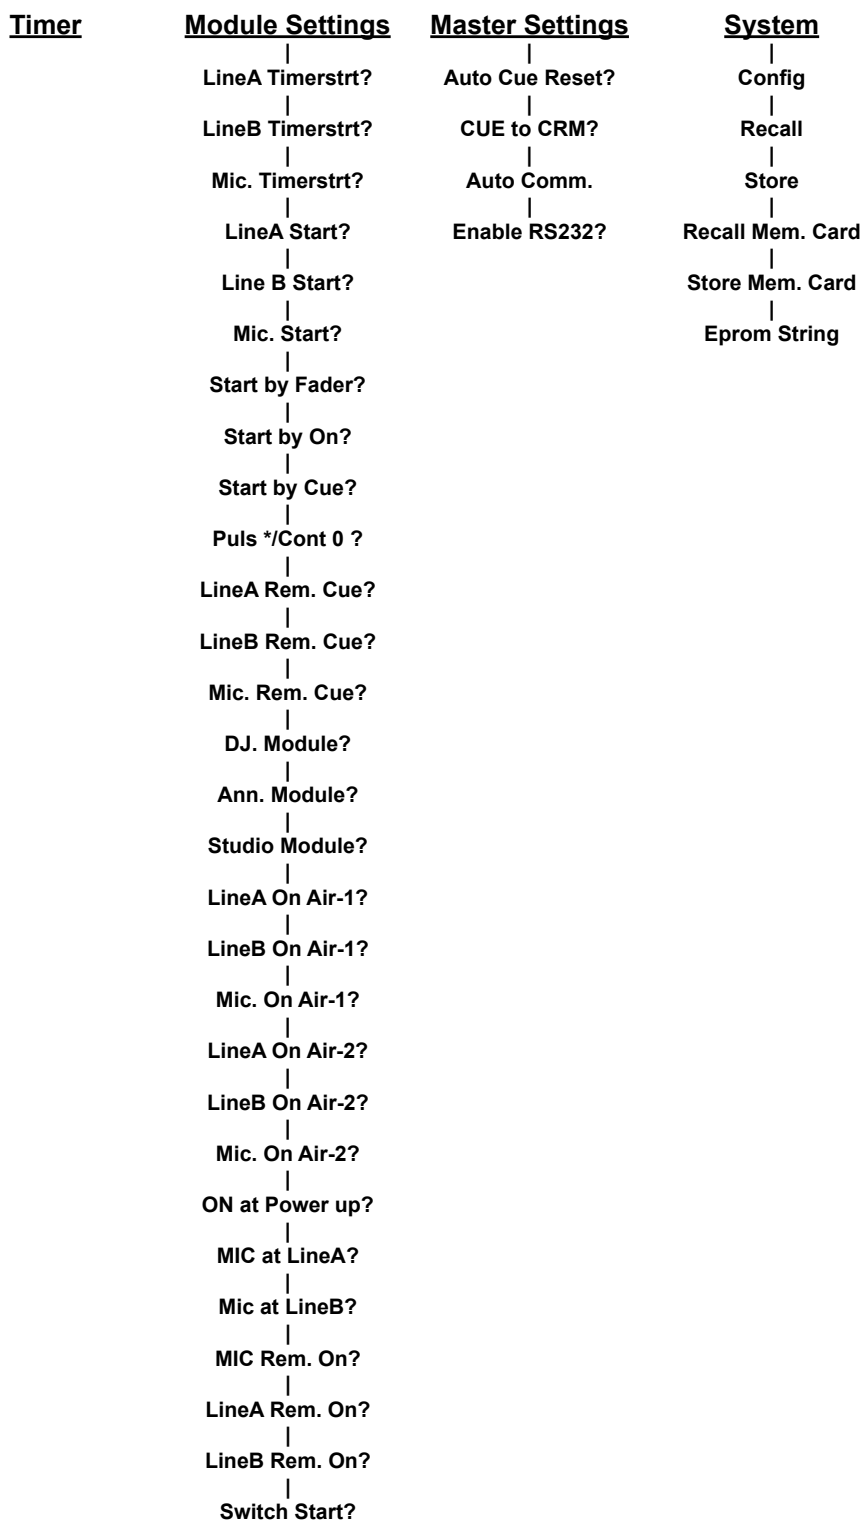 Timer Module Settings Master Settings System
LineA Timerstrt? Auto Cue Reset? Config
LineB Timerstrt? CUE to CRM? Recall
Mic. Timerstrt? Auto Comm. Store
LineA Start? Enable RS232? Recall Mem. Card
Line B Start? Store Mem. Card
Mic. Start? Eprom String
Start by Fader?
Start by On?
Start by Cue?
Puls */Cont 0 ?
LineA Rem. Cue?
LineB Rem. Cue?
Mic. Rem. Cue?
DJ. Module?
Ann. Module?
Studio Module?
LineA On Air-1?
LineB On Air-1?
Mic. On Air-1?
LineA On Air-2?
LineB On Air-2?
Mic. On Air-2?
ON at Power up?
MIC at LineA?
Mic at LineB?
MIC Rem. On?
LineA Rem. On?
LineB Rem. On?
Switch Start?